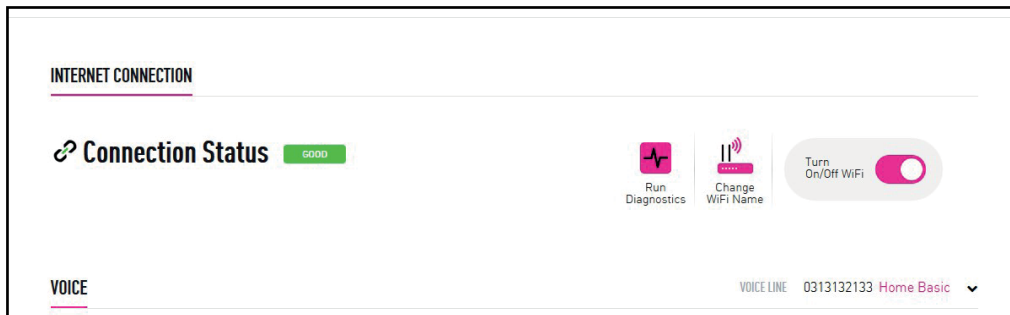 INTERNET CONNECTION
Connection Status GOOD
Run
Diagnostics
Change
WiFi Name
Turn
On/Off WiFi
VOICE
VOICE LINE 0313132133 Home Basic